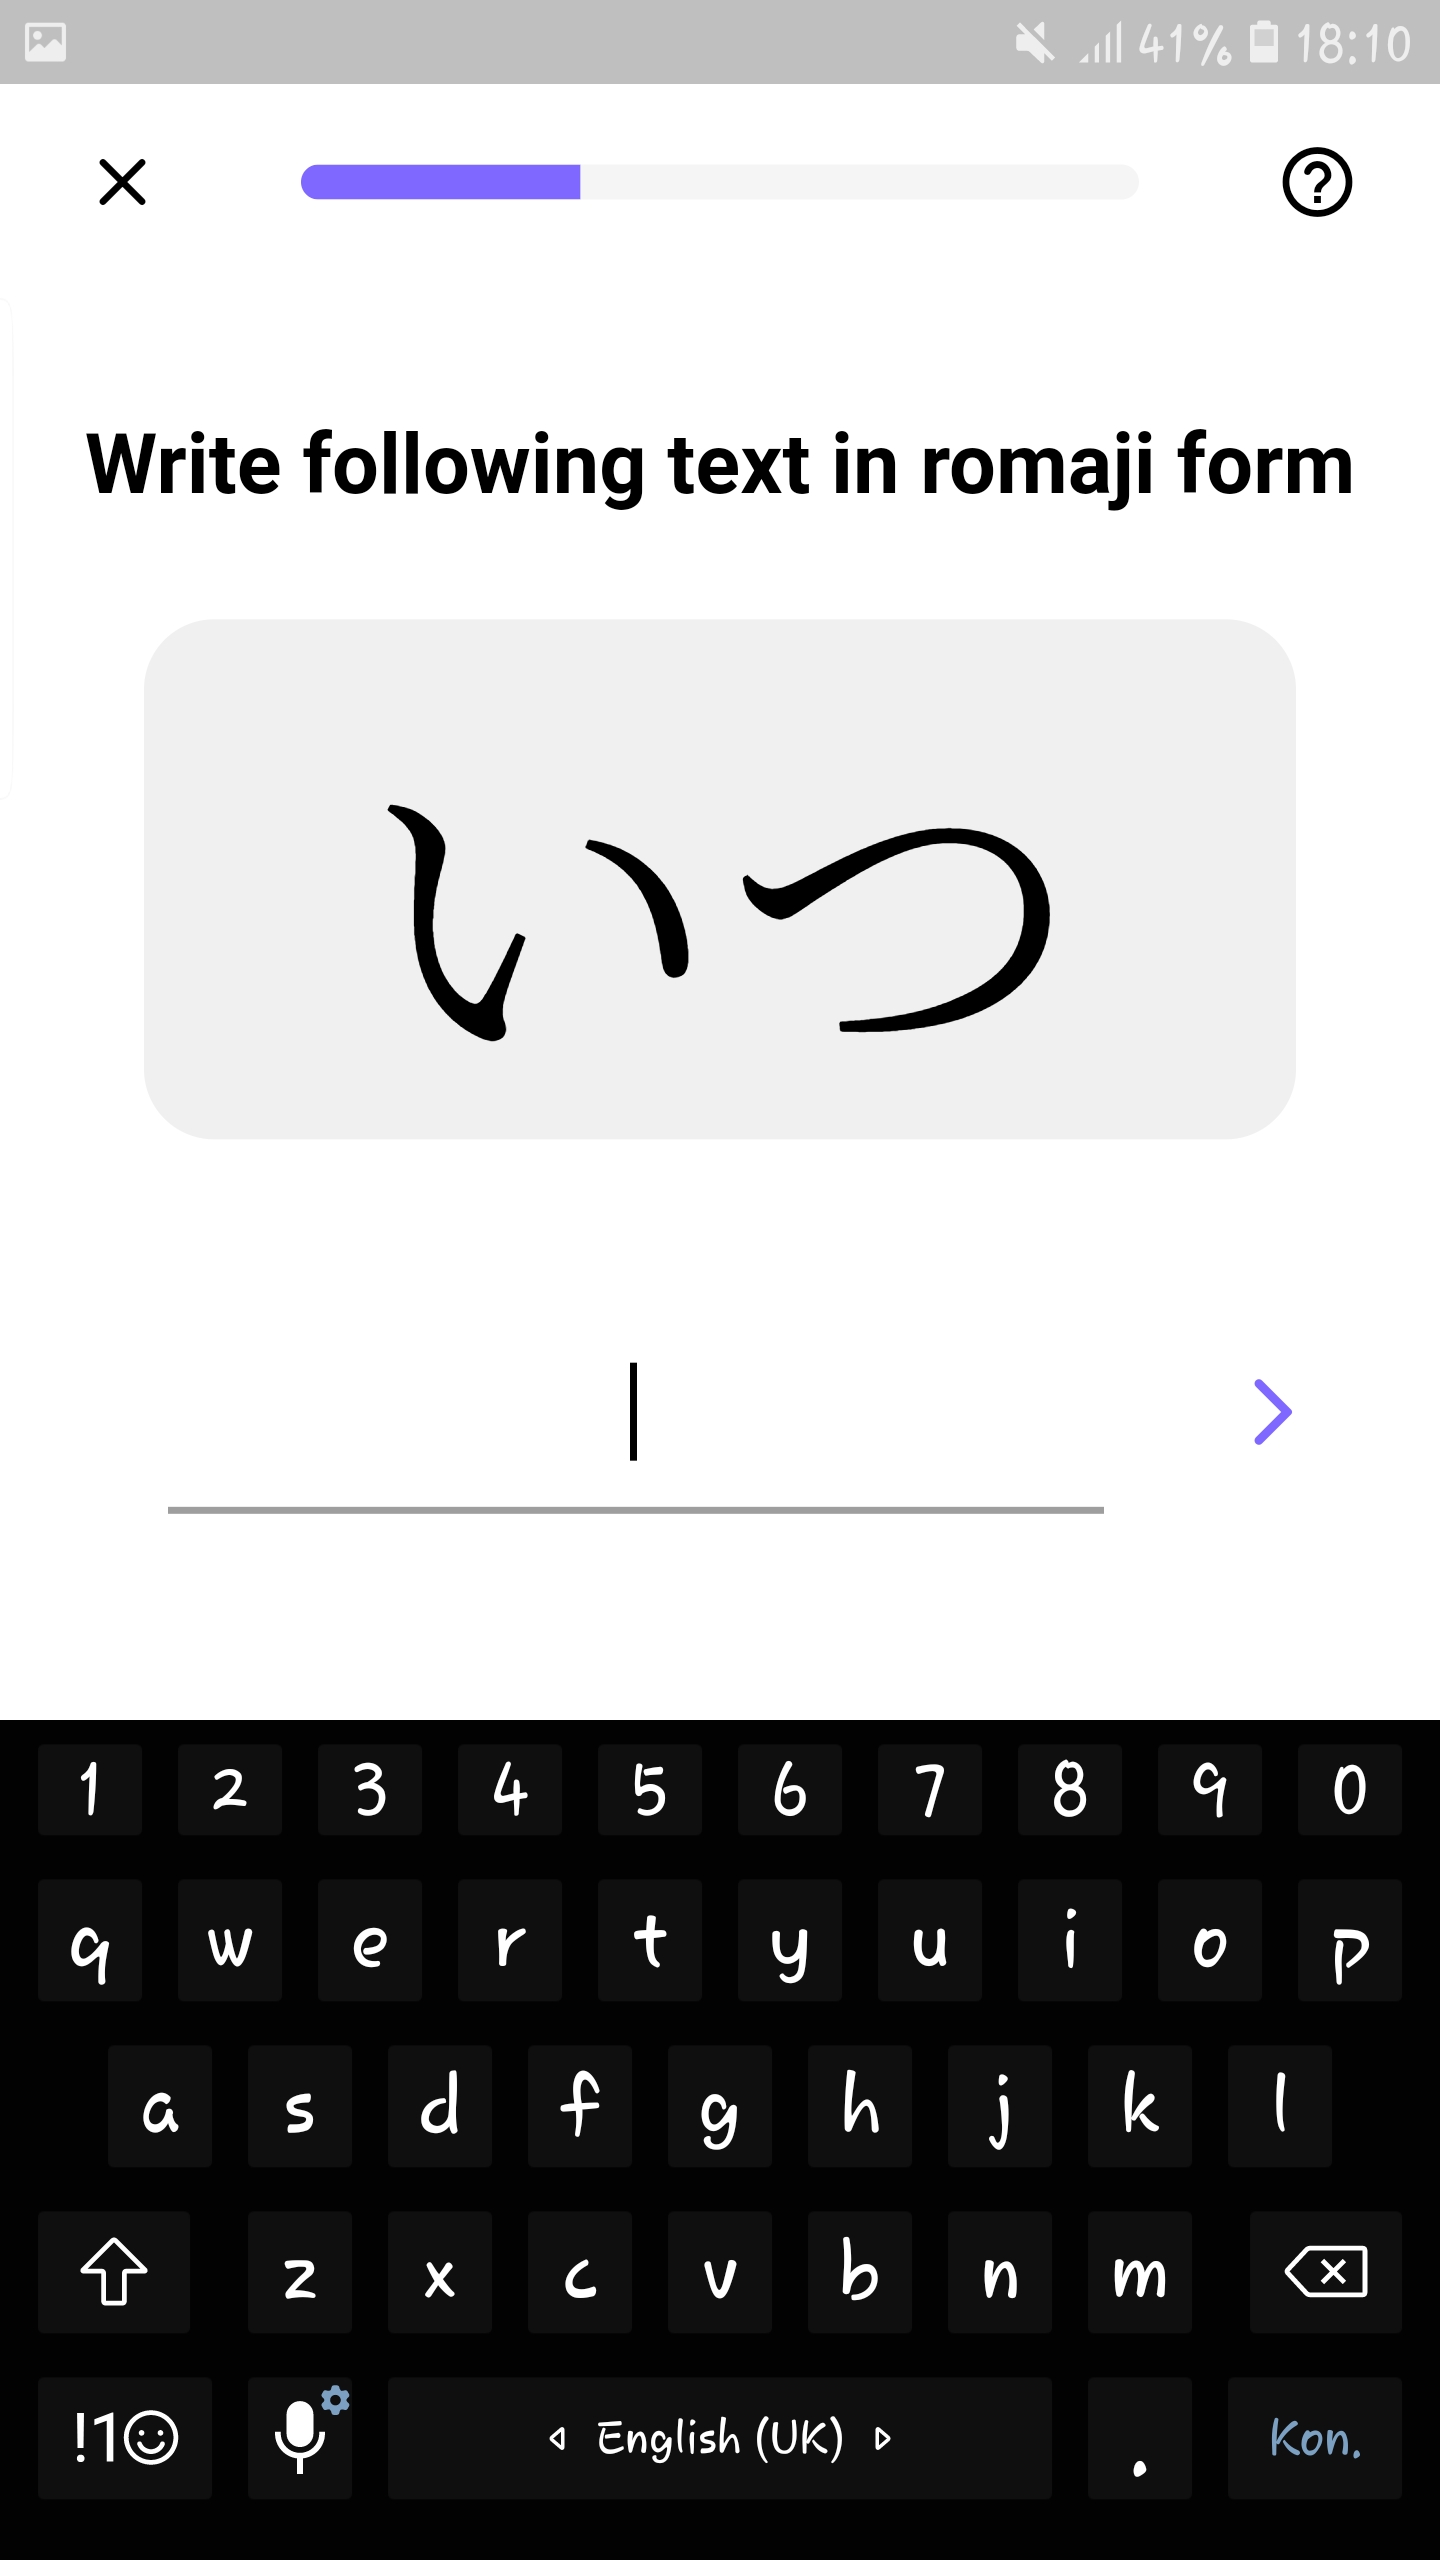 41% 18:10
Write following text in romaji form
いつ
1 2 3 4 5 6 7 8 9 0
q w e r t y u i o p
a s d f g h j k l
z x c v b n m
!1☺ English (UK) . Kon.